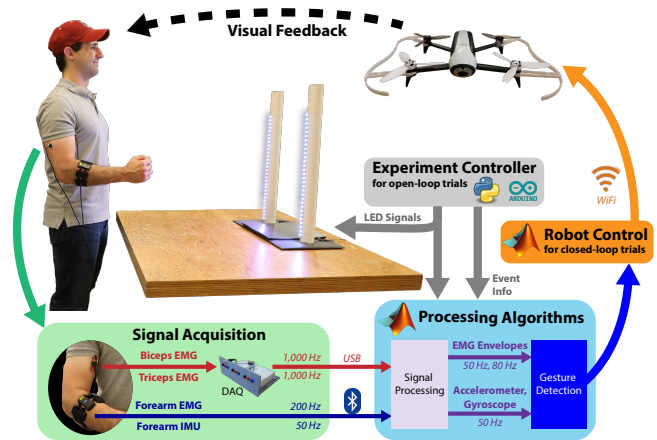 Visual Feedback
Experiment Controller
for open-loop trials
ARDUINO
LED Signals
WiFi
Robot Control
for closed-loop trials
Event
Info
Signal Acquisition
Biceps EMG
Triceps EMG
DAQ
1,000 Hz
1,000 Hz
USB
Forearm EMG
Forearm IMU
200 Hz
50 Hz
Processing Algorithms
Signal
Processing
EMG Envelopes
50 Hz, 80 Hz
Accelerometer,
Gyroscope
50 Hz
Gesture
Detection